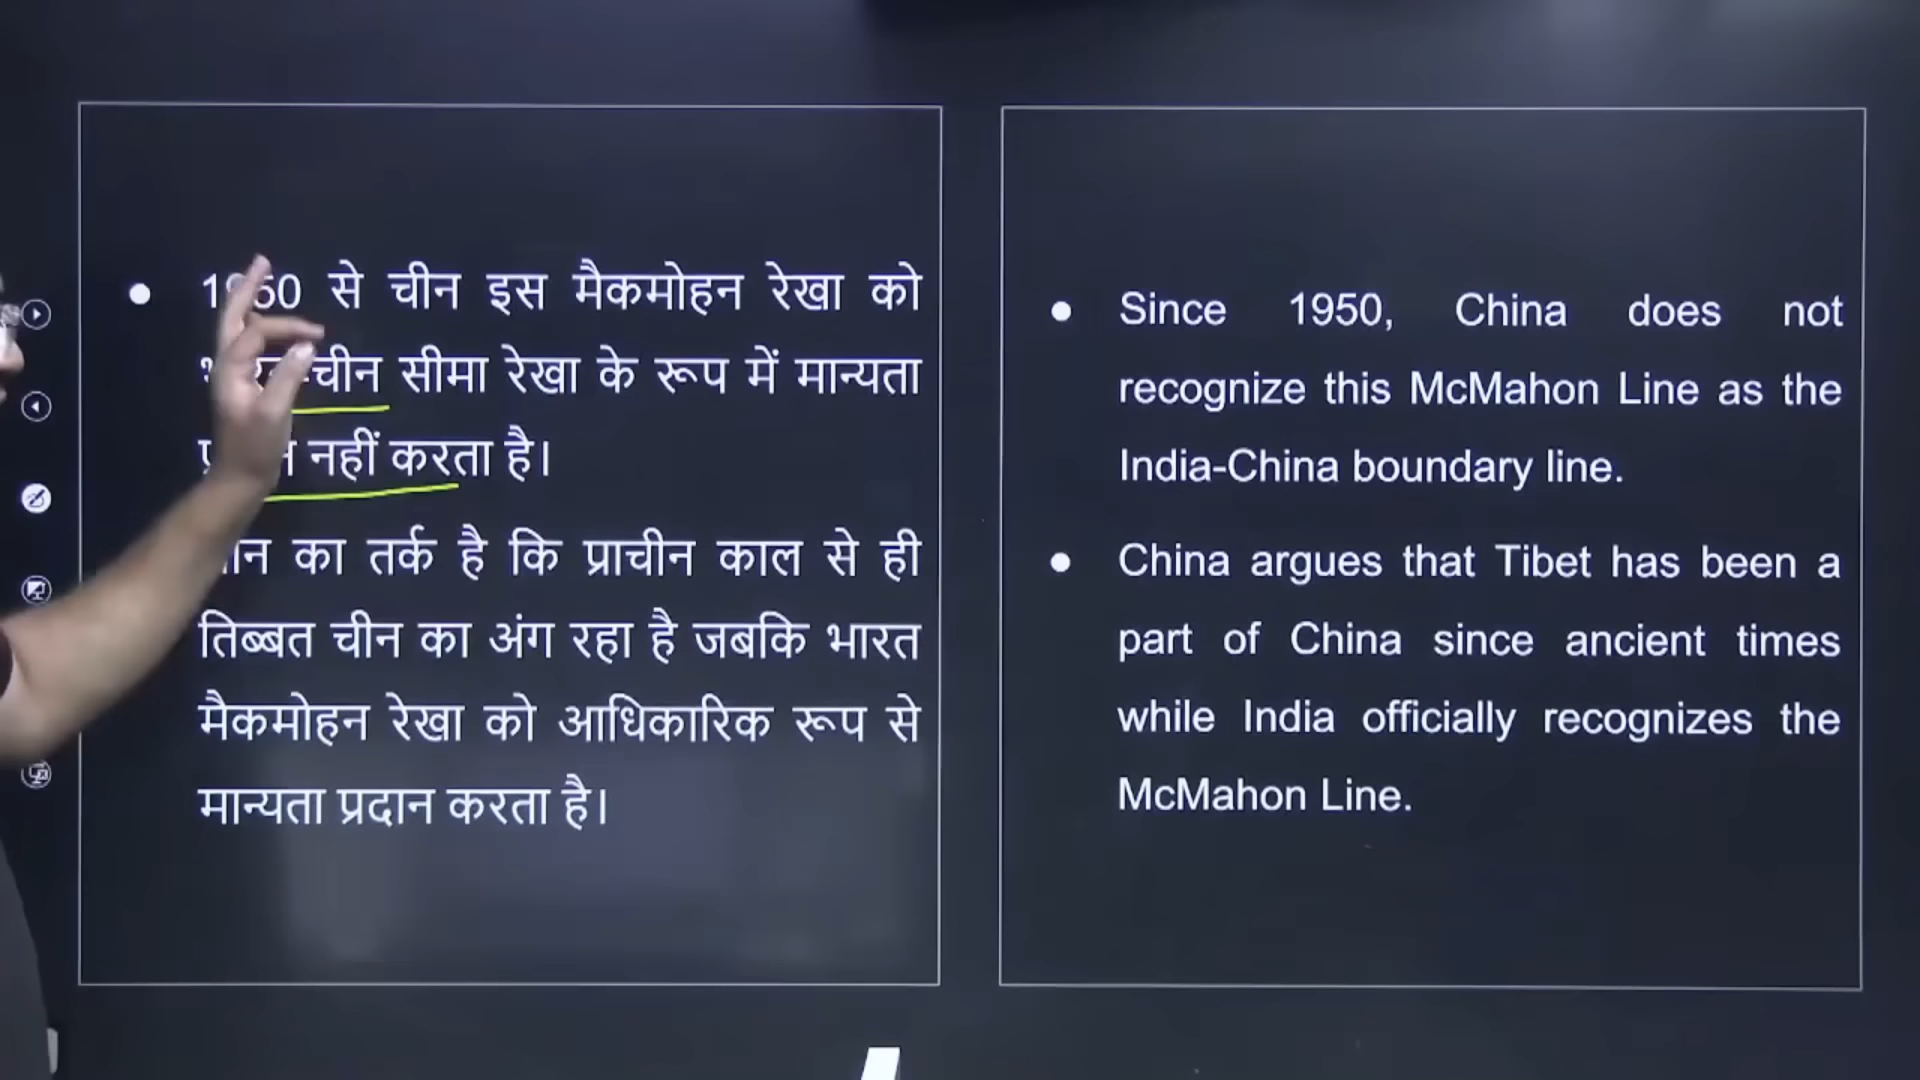 1950 से चीन इस मैकमोहन रेखा को
चीन सीमा रेखा के रूप में मान्यता
नहीं करता है।
का तर्क है कि प्राचीन काल से ही
तिब्बत चीन का अंग रहा है जबकि भारत
मैकमोहन रेखा को आधिकारिक रूप से
मान्यता प्रदान करता है।
Since 1950, China does not
recognize this McMahon Line as the
India-China boundary line.
China argues that Tibet has been a
part of China since ancient times
while India officially recognizes the
McMahon Line.